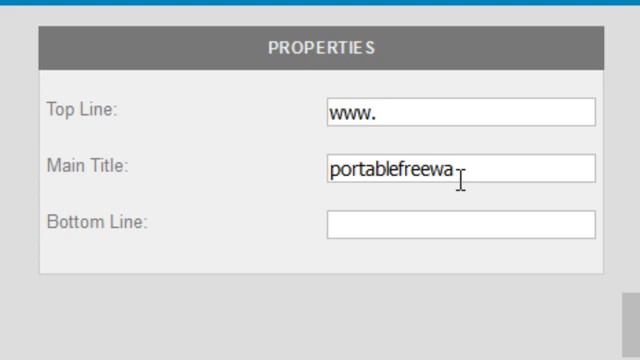 PROPERTIES
Top Line: www.
Main Title: portablefreewa
Bottom Line: